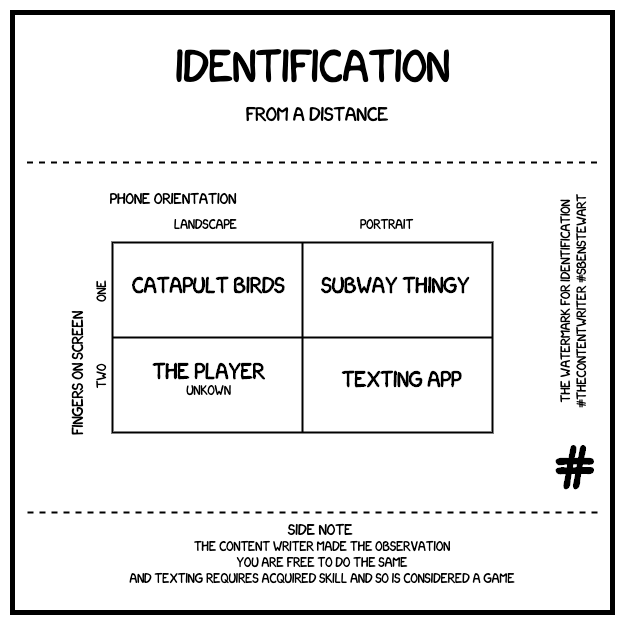 IDENTIFICATION
FROM A DISTANCE
PHONE ORIENTATION
LANDSCAPE PORTRAIT
FINGERS ON SCREEN
ONE
CATAPULT BIRDS
SUBWAY THINGY
TWO
THE PLAYER
UNKOWN
TEXTING APP
THE WATERMARK FOR IDENTIFICATION
#THECONTENTWRITER #SBENSTEWART
#
SIDE NOTE
THE CONTENT WRITER MADE THE OBSERVATION
YOU ARE FREE TO DO THE SAME
AND TEXTING REQUIRES ACQUIRED SKILL AND SO IS CONSIDERED A GAME